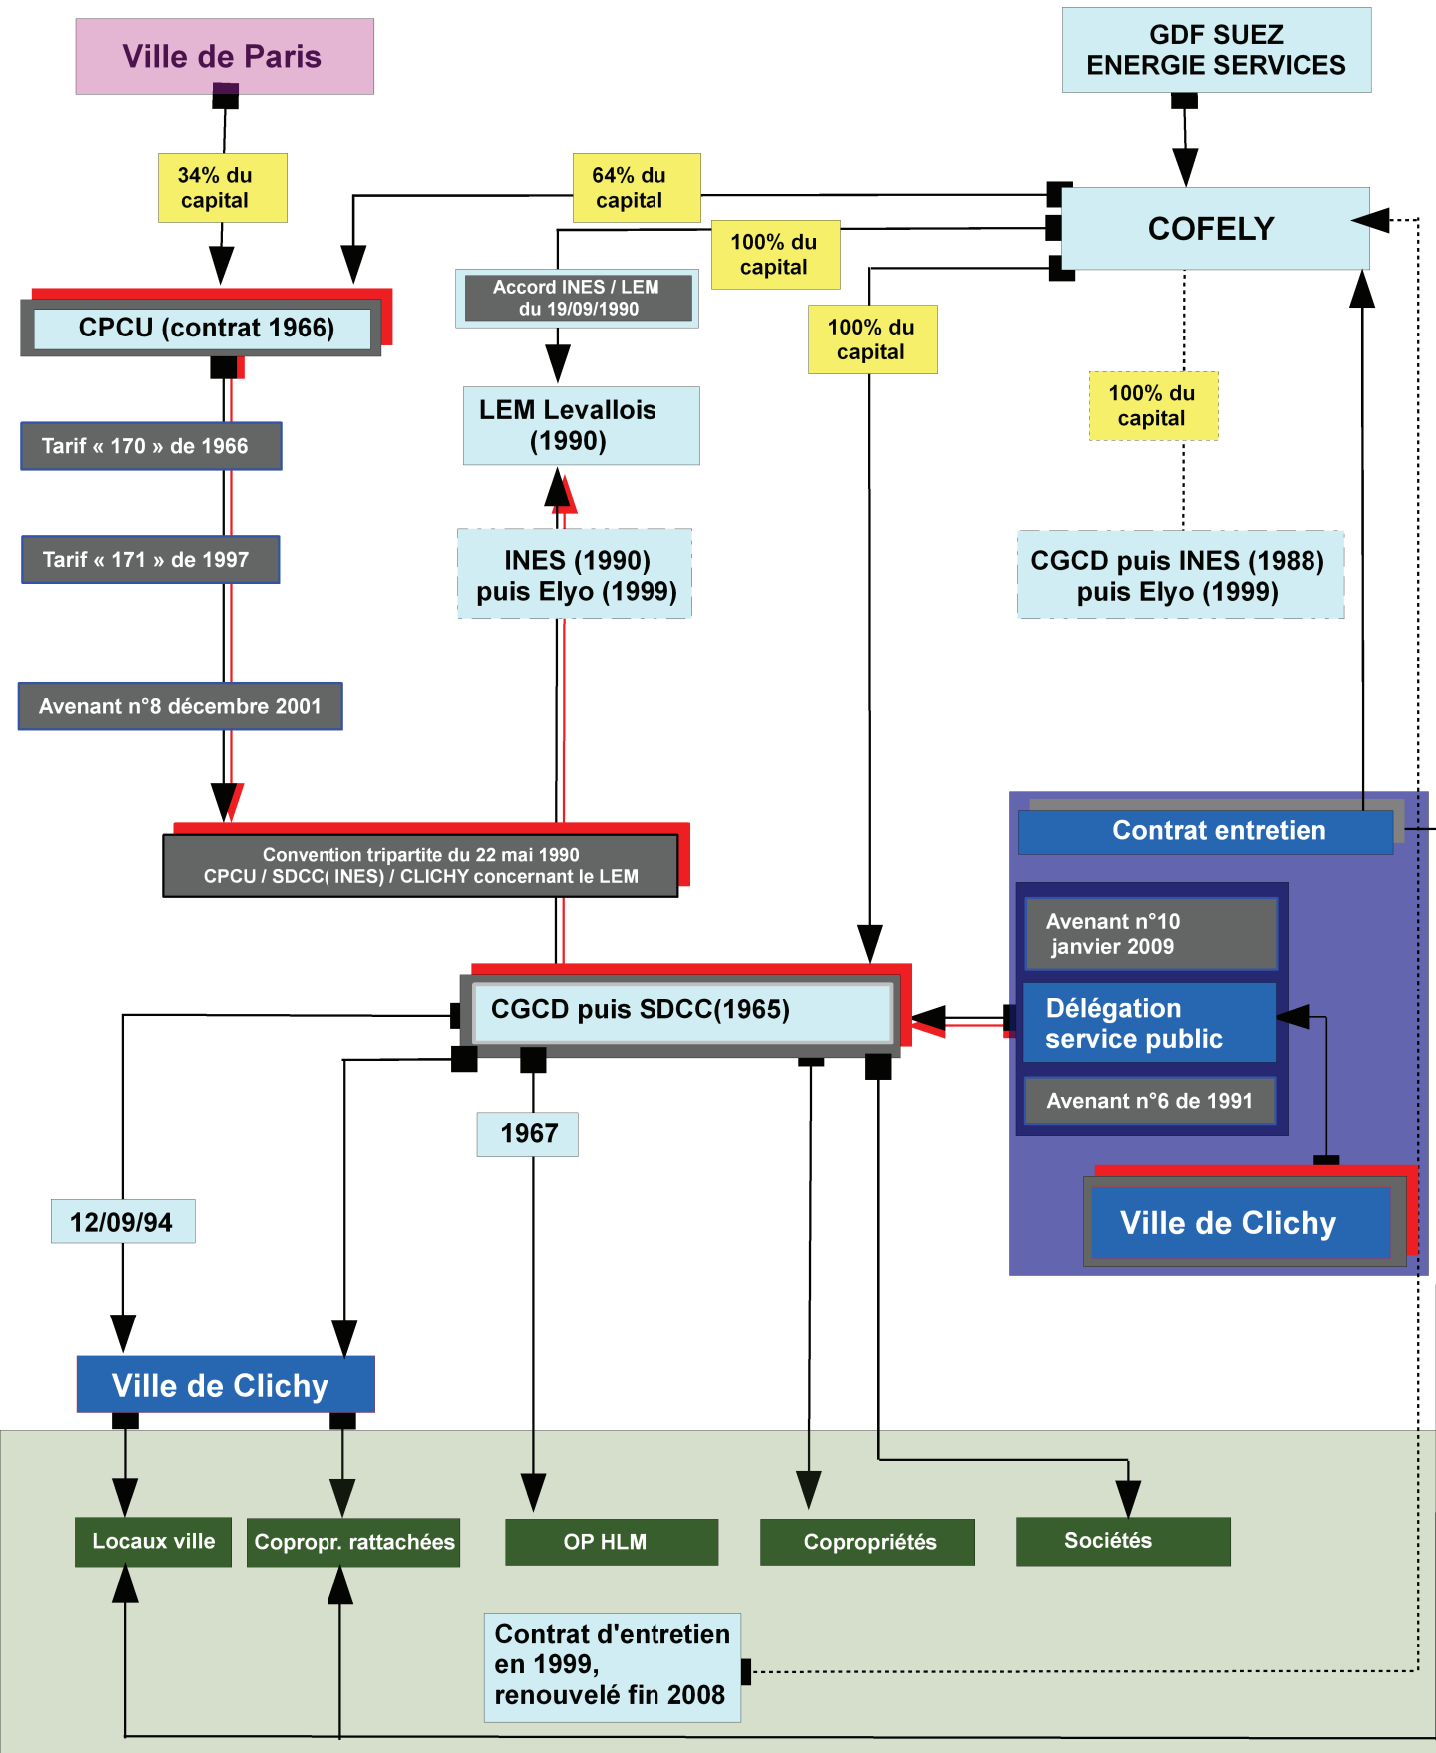 Ville de Paris
GDF SUEZ
ENERGIE SERVICES
34% du
capital
64% du
capital
COFELY
100% du
capital
Accord INES / LEM
du 19/09/1990
CPCU (contrat 1966)
100% du
capital
100% du
capital
LEM Levallois
(1990)
Tarif « 170 » de 1966
Tarif « 171 » de 1997
INES (1990)
puis Elyo (1999)
CGCD puis INES (1988)
puis Elyo (1999)
Avenant n°8 décembre 2001
Contrat entretien
Convention tripartite du 22 mai 1990
CPCU / SDCC( INES) / CLICHY concernant le LEM
Avenant n°10
janvier 2009
CGCD puis SDCC(1965)
Délégation
service public
Avenant n°6 de 1991
1967
12/09/94
Ville de Clichy
Ville de Clichy
Locaux ville
Copropr. rattachées
OP HLM
Copropriétés
Sociétés
Contrat d'entretien
en 1999,
renouvelé fin 2008